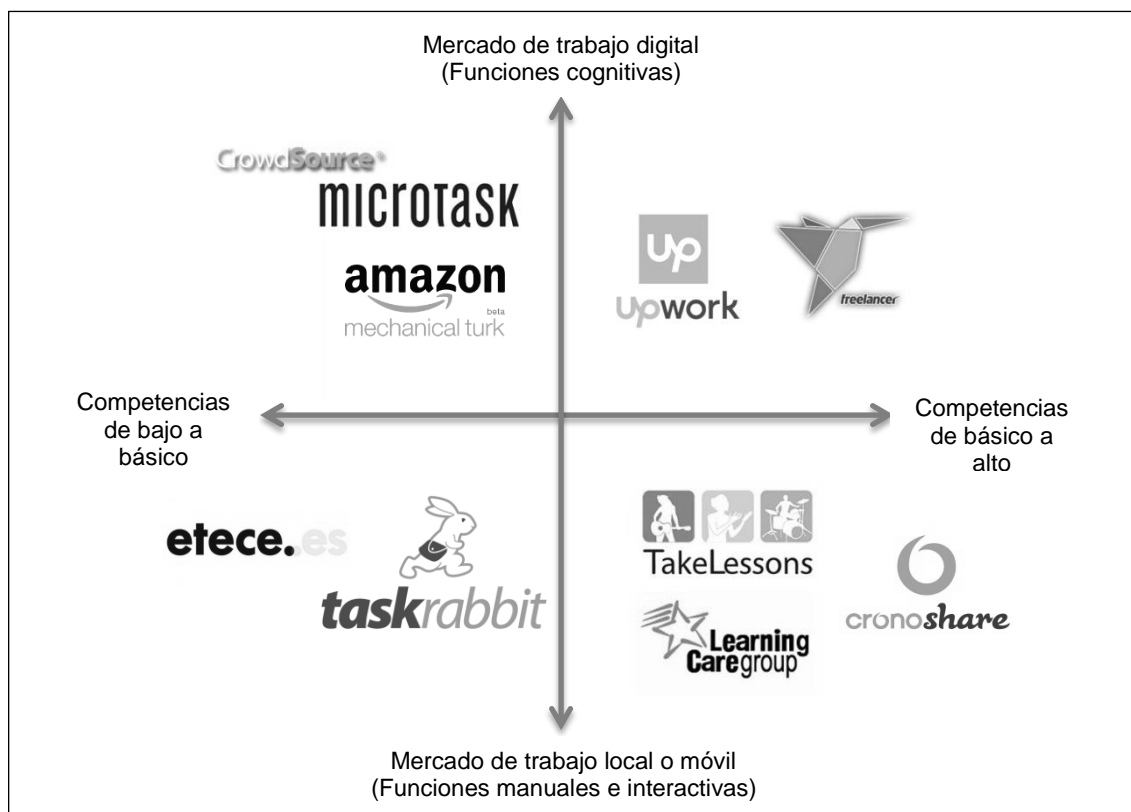 Mercado de trabajo digital
(Funciones cognitivas)
CrowdSource®
microtask
amazon
beta
mechanical turk
up
upwork
freelancer
Competencias
de bajo a
básico
Competencias
de básico a
alto
etece.es
taskrabbit
TakeLessons
Learning
Caregroup
cronoshare
Mercado de trabajo local o móvil
(Funciones manuales e interactivas)